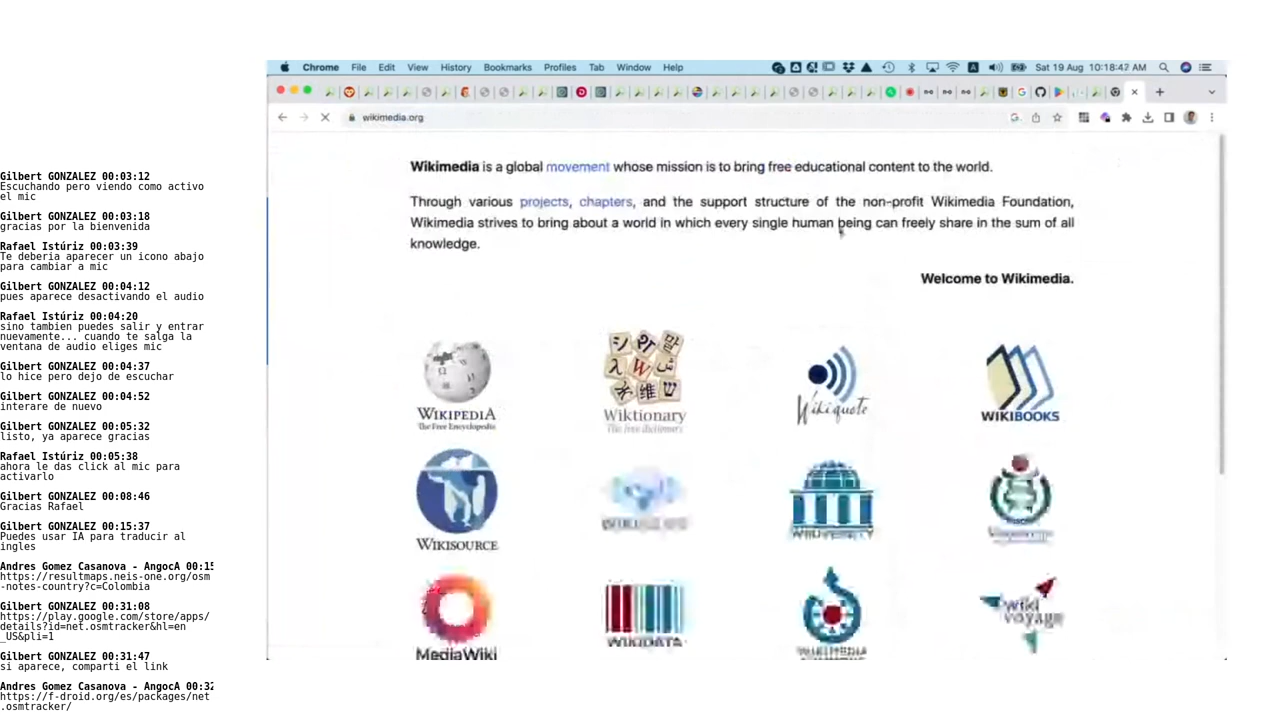 Gilbert GONZALEZ 00:03:12
Escuchando pero viendo como activo
el mic
Gilbert GONZALEZ 00:03:18
gracias por la bienvenida
Rafael Istúriz 00:03:39
Te deberia aparecer un icono abajo
para cambiar a mic
Gilbert GONZALEZ 00:04:12
pues aparece desactivando el audio
Rafael Istúriz 00:04:20
sino tambien puedes salir y entrar
nuevamente... cuando te salga la
ventana de audio eliges mic
Gilbert GONZALEZ 00:04:37
lo hice pero dejo de escuchar
Gilbert GONZALEZ 00:04:52
interare de nuevo
Gilbert GONZALEZ 00:05:32
listo, ya aparece gracias
Rafael Istúriz 00:05:38
ahora le das click al mic para
activarlo
Gilbert GONZALEZ 00:08:46
Gracias Rafael
Gilbert GONZALEZ 00:15:37
Puedes usar IA para traducir al
ingles
Andres Gomez Casanova - AngocA 00:15
https://resultmaps.neis-one.org/osm
-notes-country?c=Colombia
Gilbert GONZALEZ 00:31:08
https://play.google.com/store/apps/
details?id=net.osmtracker&hl=en
_US&pli=1
Gilbert GONZALEZ 00:31:47
si aparece, comparti el link
Andres Gomez Casanova - AngocA 00:32
https://f-droid.org/es/packages/net
.osmtracker/
Chrome File Edit View History Bookmarks Profiles Tab Window Help Sat 19 Aug 10:18:42 AM
wikimedia.org
Wikimedia is a global movement whose mission is to bring free educational content to the world.
Through various projects, chapters, and the support structure of the non-profit Wikimedia Foundation,
Wikimedia strives to bring about a world in which every single human being can freely share in the sum of all
knowledge.
Welcome to Wikimedia.
WIKIPEDIA
The Free Encyclopedia
Wiktionary
The free dictionary
Wikiquote
WIKIBOOKS
WIKISOURCE
WIKIVERSITY
MediaWiki
WIKIDATA
wiki
voyage